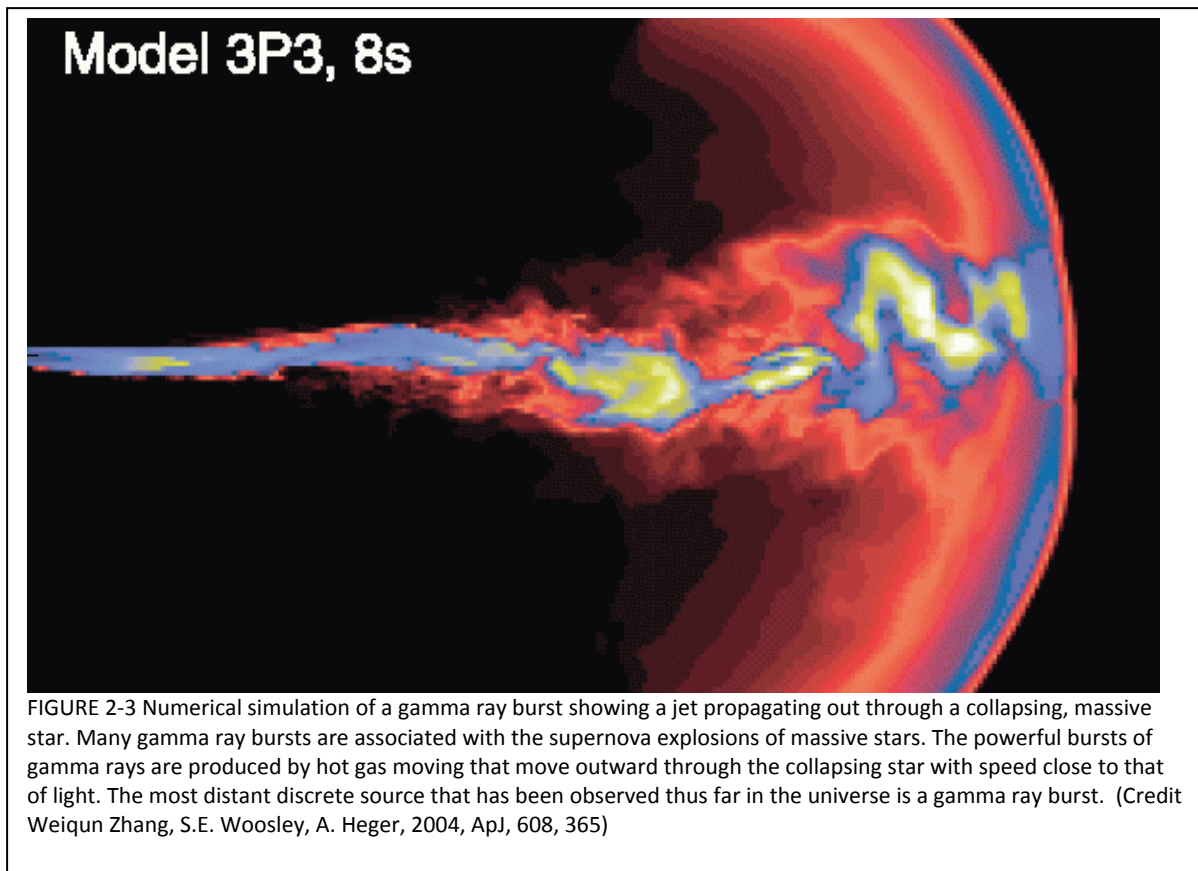 Model 3P3, 8s
FIGURE 2-3 Numerical simulation of a gamma ray burst showing a jet propagating out through a collapsing, massive
star. Many gamma ray bursts are associated with the supernova explosions of massive stars. The powerful bursts of
gamma rays are produced by hot gas moving that move outward through the collapsing star with speed close to that
of light. The most distant discrete source that has been observed thus far in the universe is a gamma ray burst.  (Credit
Weiqun Zhang, S.E. Woosley, A. Heger, 2004, ApJ, 608, 365)